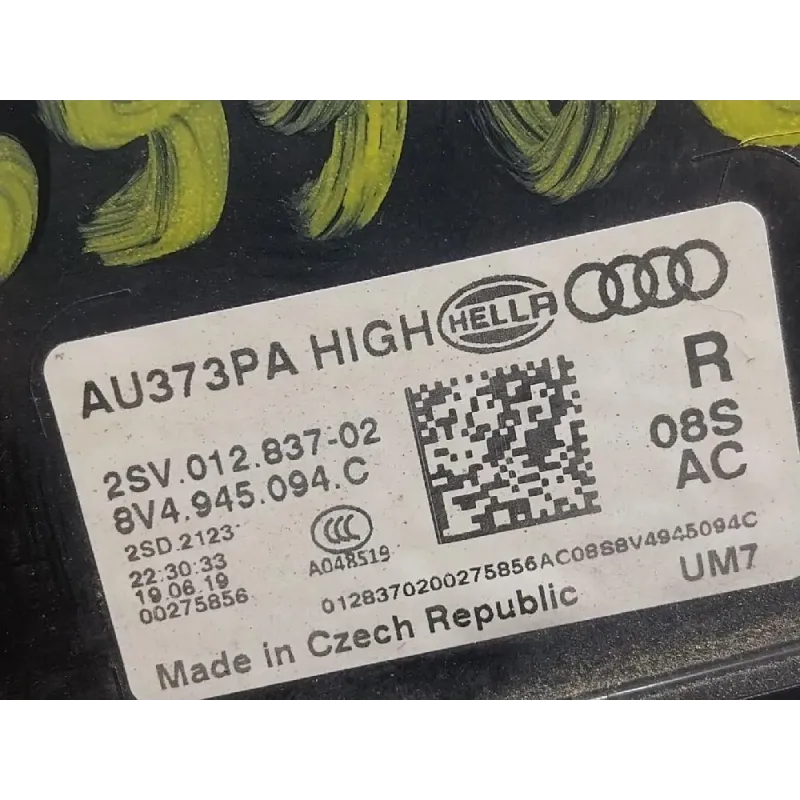 AU373PA HIGH HELLA
R
2SV.012.837-02
08S
8V4.945.094.C
AC
2SD.2123
CCC
22:30:33
A048519
19.06.19
00275856
0128370200275856AC08S8V4945094C
UM7
Made in Czech Republic